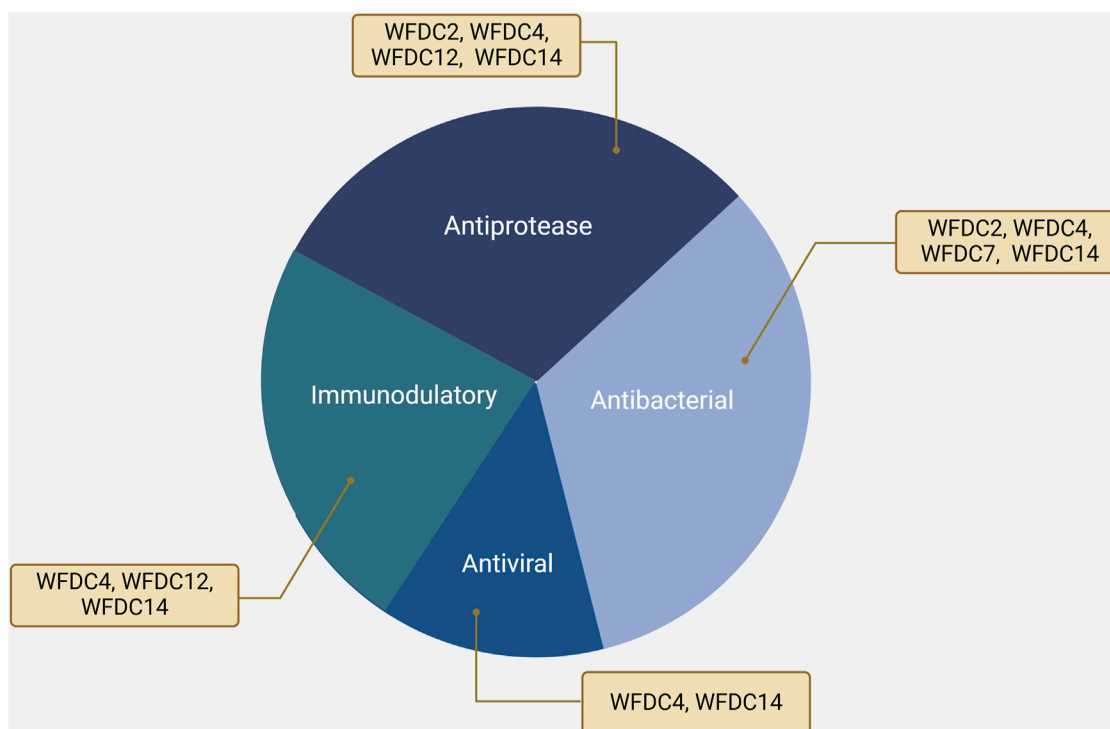 WFDC2, WFDC4,
WFDC12, WFDC14
Antiprotease
WFDC2, WFDC4,
WFDC7, WFDC14
Immunodulatory
Antibacterial
Antiviral
WFDC4, WFDC12,
WFDC14
WFDC4, WFDC14